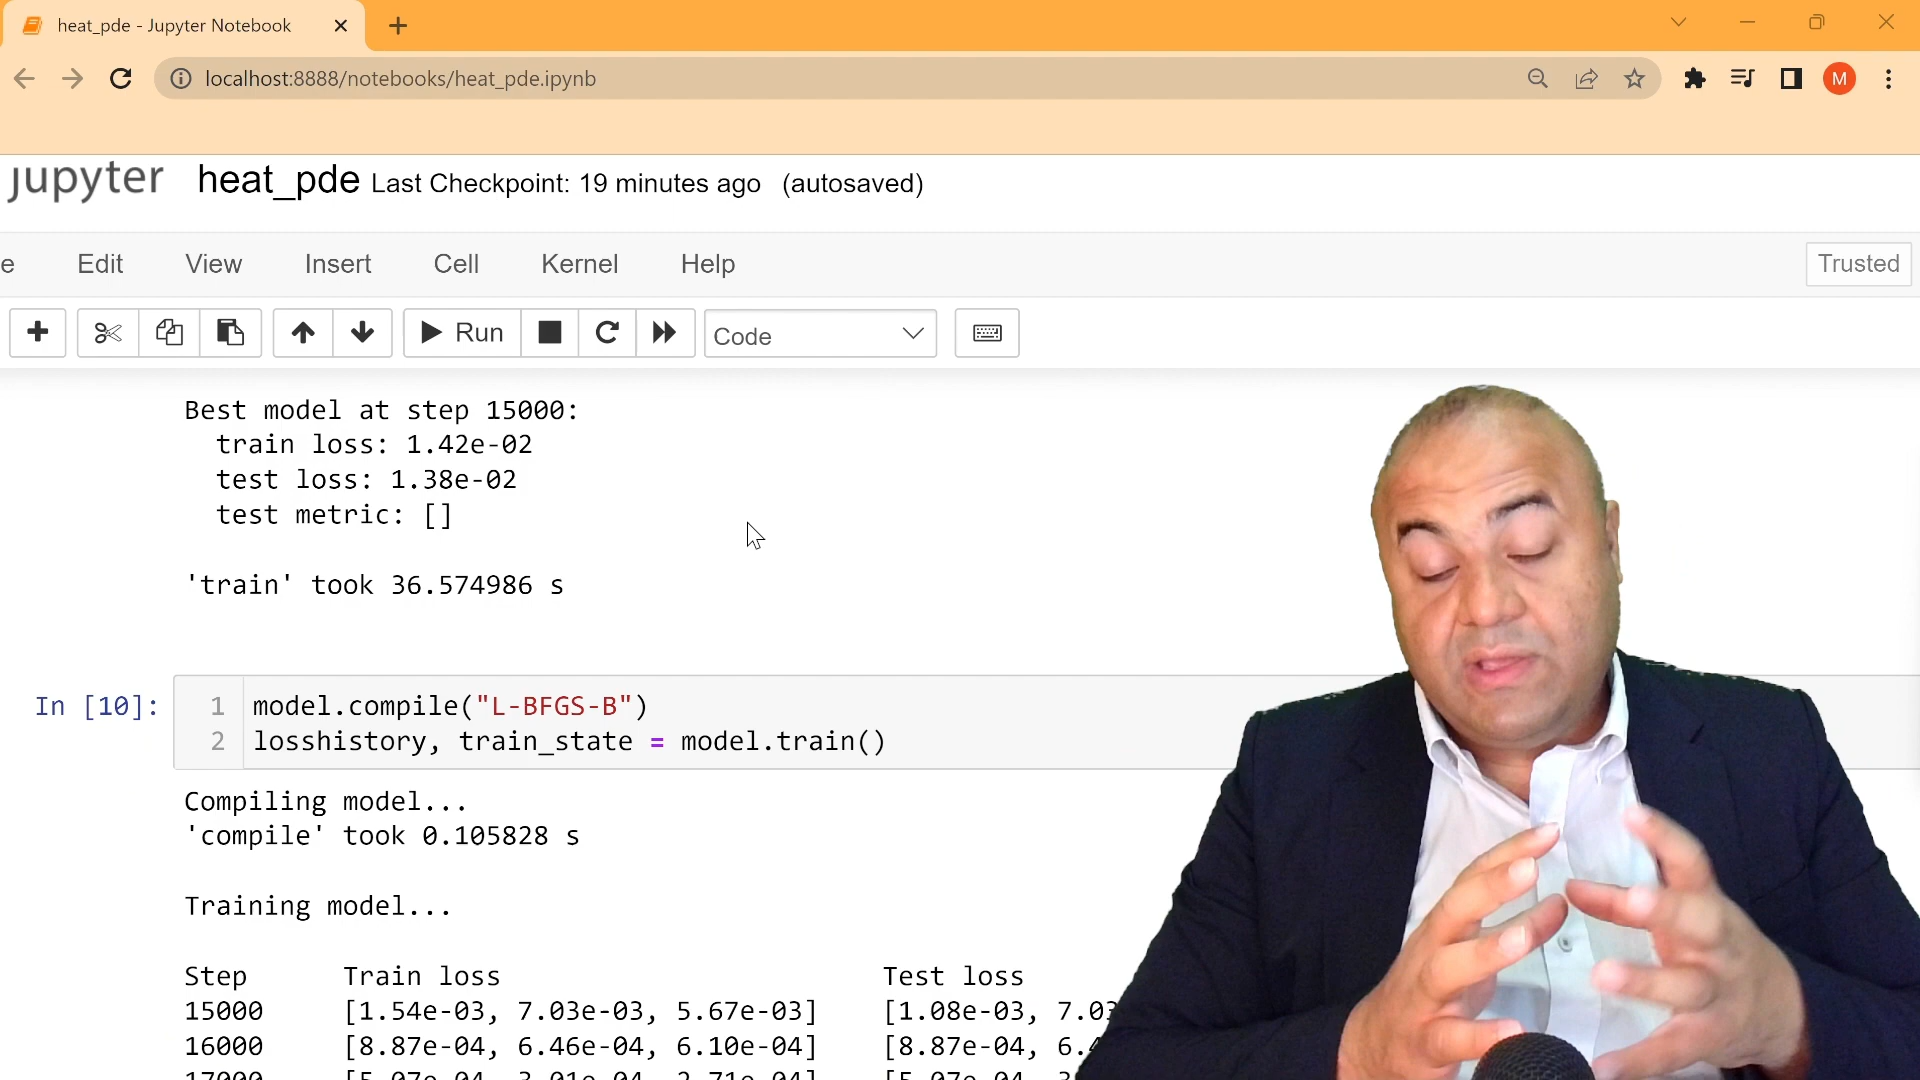 heat_pde - Jupyter Notebook
localhost:8888/notebooks/heat_pde.ipynb
M
jupyter heat_pde Last Checkpoint: 19 minutes ago (autosaved)
e Edit View Insert Cell Kernel Help Trusted
Run Code
Best model at step 15000:
train loss: 1.42e-02
test loss: 1.38e-02
test metric: []
'train' took 36.574986 s
In [10]: 1 model.compile("L-BFGS-B")
2 losshistory, train_state = model.train()
Compiling model...
'compile' took 0.105828 s
Training model...
Step Train loss Test loss
15000 [1.54e-03, 7.03e-03, 5.67e-03] [1.08e-03, 7.03
16000 [8.87e-04, 6.46e-04, 6.10e-04] [8.87e-04, 6.4